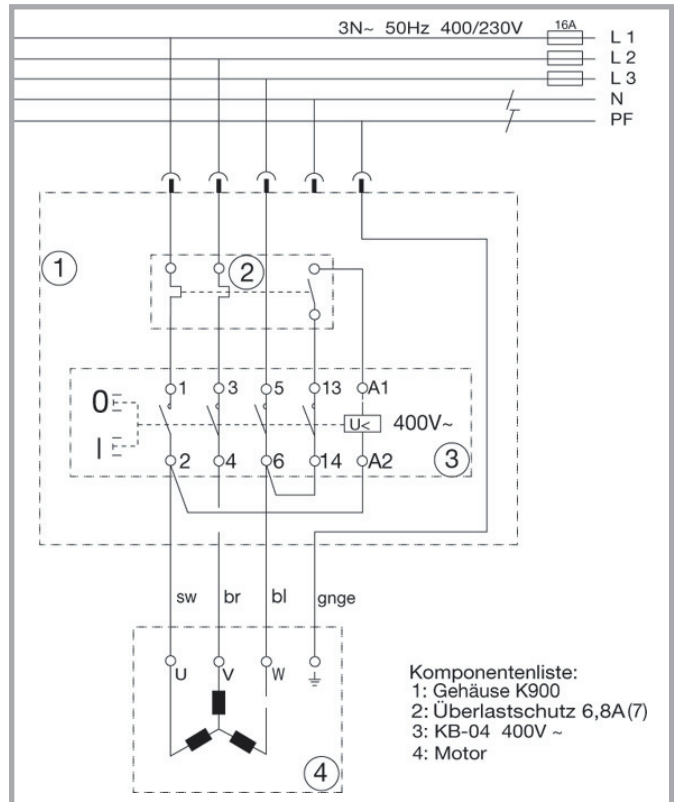 3N~ 50Hz 400/230V 16A L 1
L 2
L 3
N
PF
1
2
1 3 5 13 A1
0
I
U< 400V~
2 4 6 14 A2
3
sw br bl gnge
U V W
4
Komponentenliste:
1: Gehäuse K900
2: Überlastschutz 6,8A(7)
3: KB-04 400V ~
4: Motor